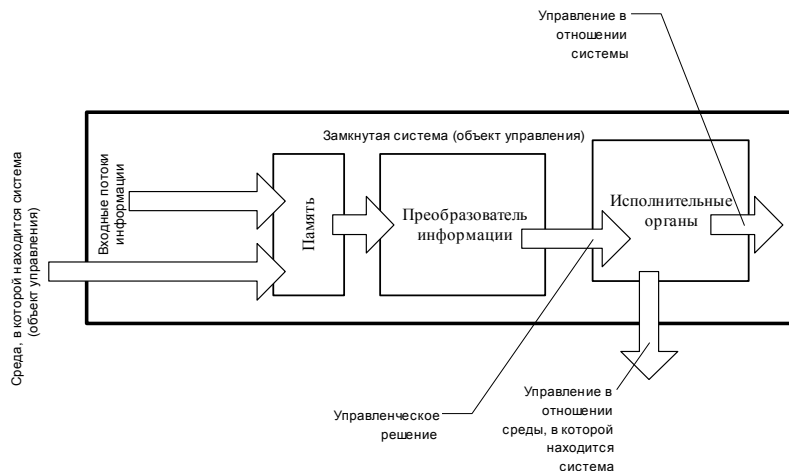 Управление в
отношении
системы
Замкнутая система (объект управления)
Среда, в которой находится система
(объект управления)
Входные потоки
информации
Память
Преобразователь
информации
Исполнительные
органы
Управленческое
решение
Управление в
отношении
среды, в которой
находится
система